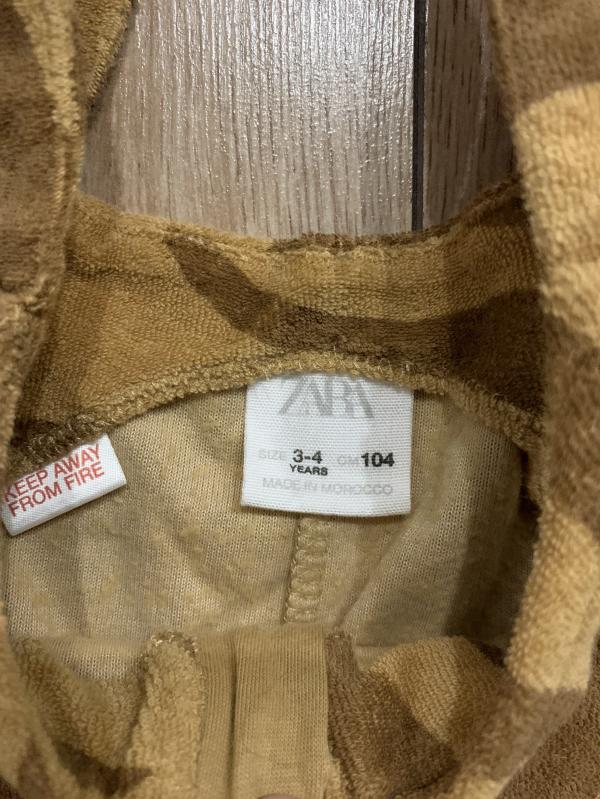 ZARA
SIZE 3-4 CM 104
YEARS
MADE IN MOROCCO
KEEP AWAY
FROM FIRE